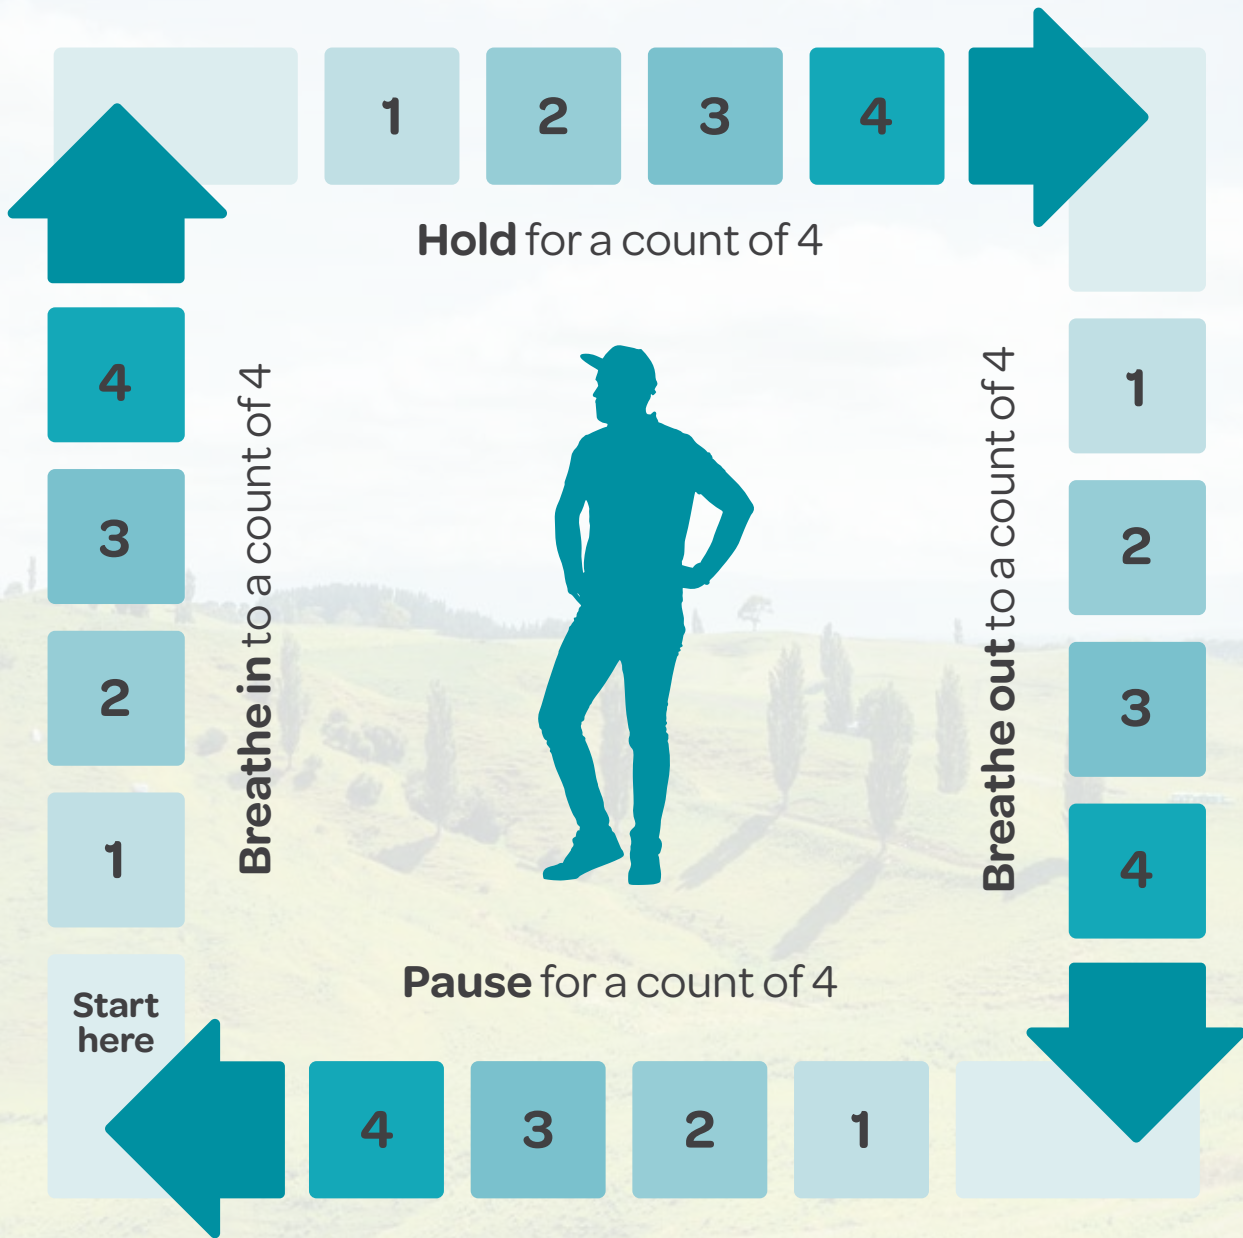 1 2 3 4
Hold for a count of 4
4
3
2
1
Breathe in to a count of 4
Breathe out to a count of 4
1
2
3
4
Pause for a count of 4
Start
here
4 3 2 1